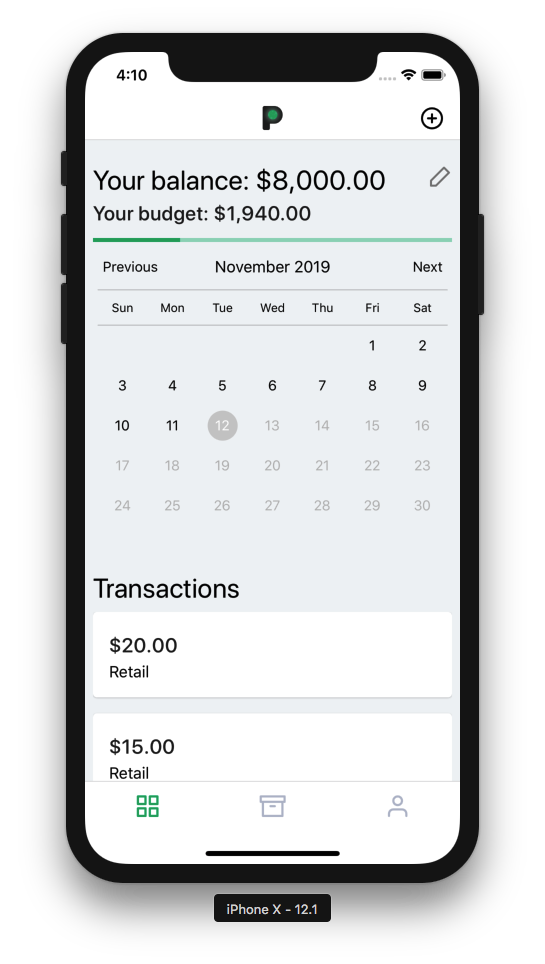 4:10
P
Your balance: $8,000.00
Your budget: $1,940.00
Previous November 2019 Next
Sun Mon Tue Wed Thu Fri Sat
1 2
3 4 5 6 7 8 9
10 11 12 13 14 15 16
17 18 19 20 21 22 23
24 25 26 27 28 29 30
Transactions
$20.00
Retail
$15.00
Retail
iPhone X - 12.1